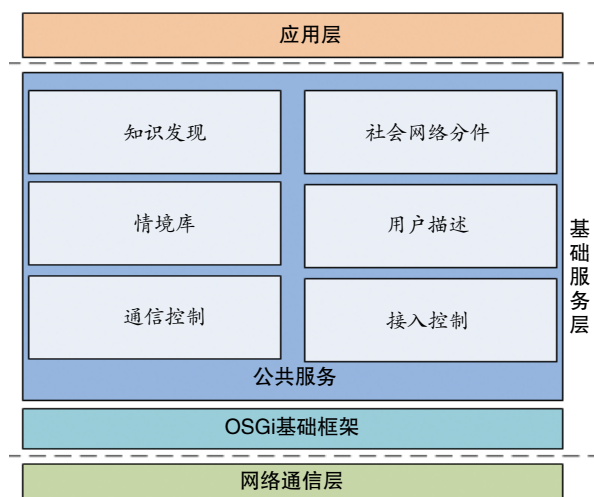 应用层
知识发现
社会网络分件
情境库
用户描述
通信控制
接入控制
公共服务
基础服务层
OSGi基础框架
网络通信层